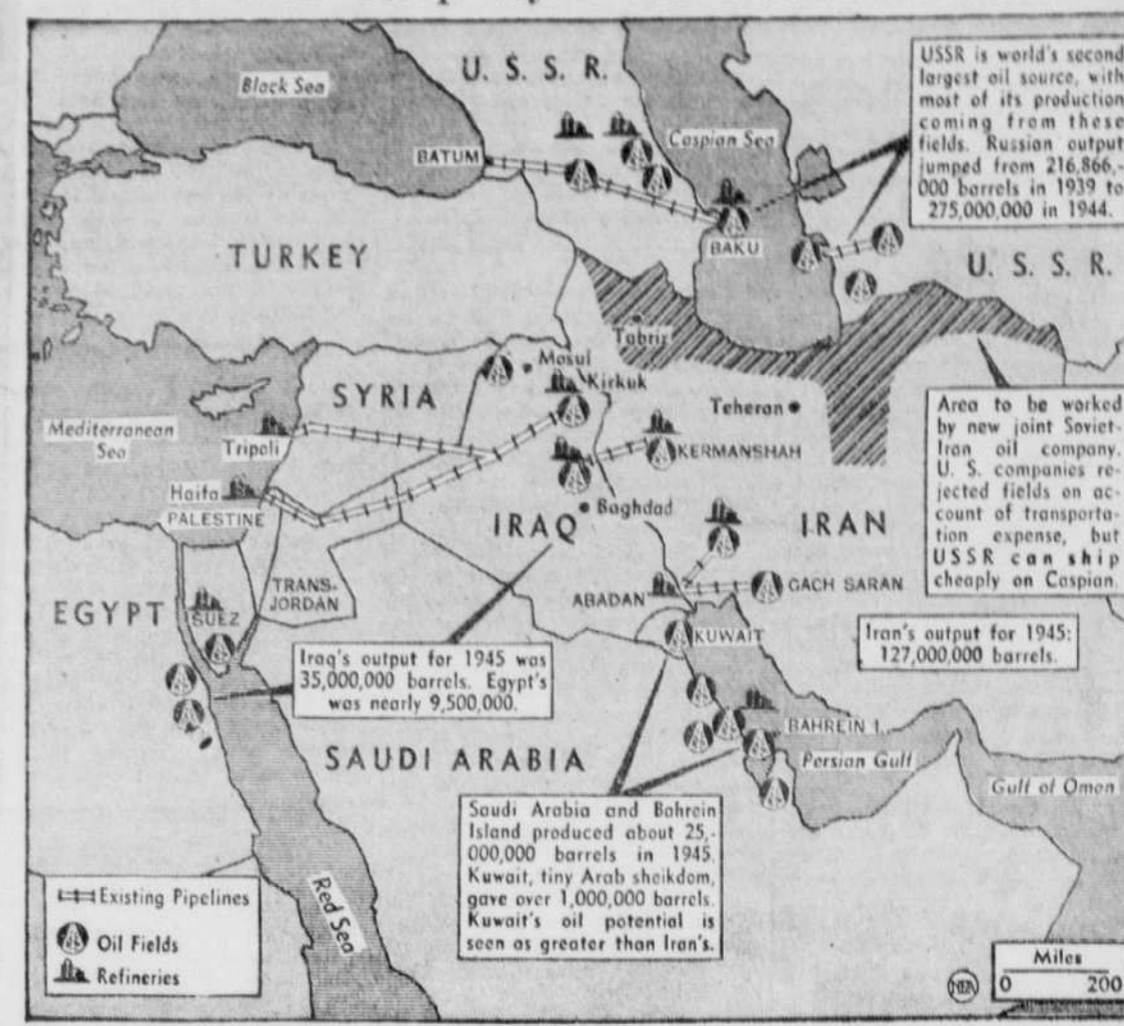 Black Sea
U. S. S. R.
Caspian Sea
BATUM
BAKU
USSR is world's second
largest oil source, with
most of its production
coming from these
fields. Russian output
jumped from 216,866,-
000 barrels in 1939 to
275,000,000 in 1944.
U. S. S. R.
TURKEY
Tabriz
Mosul
Kirkuk
SYRIA
Teheran
Mediterranean
Sea
Tripoli
KERMANSHAH
Haifa
PALESTINE
Baghdad
IRAQ
IRAN
Area to be worked
by new joint Soviet-
Iran oil company.
U. S. companies re-
jected fields on ac-
count of transporta-
tion expense, but
USSR can ship
cheaply on Caspian.
TRANS-
JORDAN
EGYPT
SUEZ
ABADAN
GACH SARAN
KUWAIT
Iran's output for 1945:
127,000,000 barrels.
Iraq's output for 1945 was
35,000,000 barrels. Egypt's
was nearly 9,500,000.
SAUDI ARABIA
BAHREIN I.
Persian Gulf
Gulf of Oman
Saudi Arabia and Bahrein
Island produced about 25,-
000,000 barrels in 1945.
Kuwait, tiny Arab sheikdom,
gave over 1,000,000 barrels.
Kuwait's oil potential is
seen as greater than Iran's.
Red Sea
Existing Pipelines
Oil Fields
Refineries
NEA
Miles
0 200